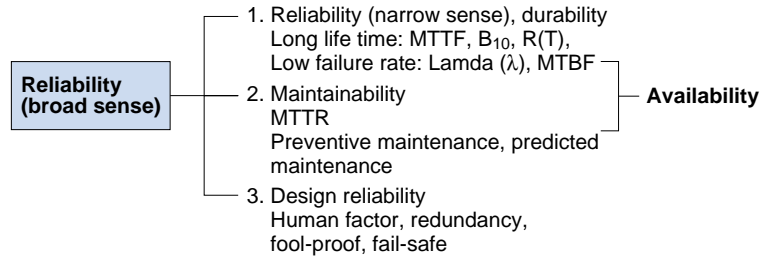 Reliability
(broad sense)
1. Reliability (narrow sense), durability
Long life time: MTTF, B₁₀, R(T),
Low failure rate: Lamda (λ), MTBF
2. Maintainability
MTTR
Preventive maintenance, predicted
maintenance
3. Design reliability
Human factor, redundancy,
fool-proof, fail-safe
Availability